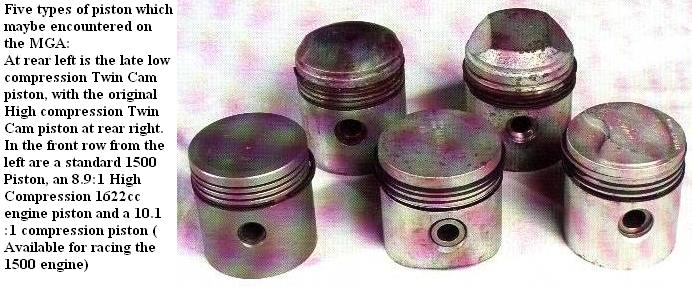 Five types of piston which
maybe encountered on
the MGA:
At rear left is the late low
compression Twin Cam
piston, with the original
High compression Twin
Cam piston at rear right.
In the front row from the
left are a standard 1500
Piston, an 8.9:1 High
Compression 1622cc
engine piston and a 10.1
:1 compression piston (
Available for racing the
1500 engine)